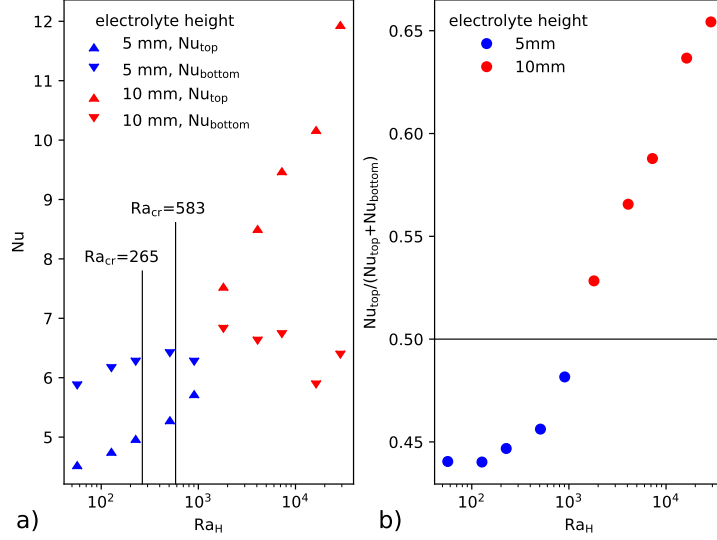 electrolyte height
5 mm, Nu_top
5 mm, Nu_bottom
10 mm, Nu_top
10 mm, Nu_bottom
Ra_cr=583
Ra_cr=265
12
11
10
9
8
7
6
5
Nu
10^2
10^3
10^4
Ra_H
a)
electrolyte height
5mm
10mm
0.65
0.60
0.55
0.50
0.45
Nu_top/(Nu_top+Nu_bottom)
10^2
10^3
10^4
Ra_H
b)